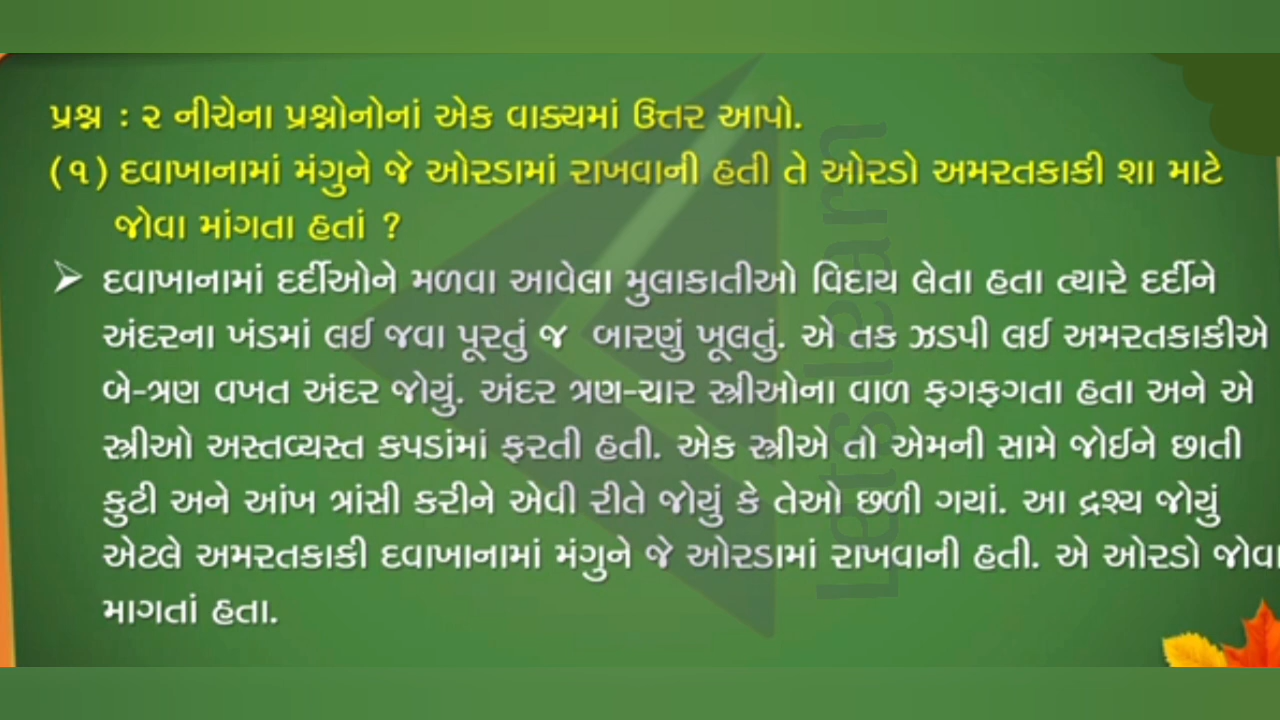 પ્રશ્ન : ૨ નીચેના પ્રશ્નોનોનાં એક વાક્યમાં ઉત્તર આપો.
(૧) દવાખાનામાં મંગુને જે ઓરડામાં રાખવાની હતી તે ઓરડો અમરતકાકી શા માટે
જોવા માંગતા હતાં ?
➢ દવાખાનામાં દર્દીઓને મળવા આવેલા મુલાકાતીઓ વિદાય લેતા હતા ત્યારે દર્દીને
અંદરના ખંડમાં લઈ જવા પૂરતું જ બારણું ખૂલતું. એ તક ઝડપી લઈ અમરતકાકીએ
બે-ત્રણ વખત અંદર જોયું. અંદર ત્રણ-ચાર સ્ત્રીઓના વાળ ફગફગતા હતા અને એ
સ્ત્રીઓ અસ્તવ્યસ્ત કપડાંમાં ફરતી હતી. એક સ્ત્રીએ તો એમની સામે જોઈને છાતી
કુટી અને આંખ ત્રાંસી કરીને એવી રીતે જોયું કે તેઓ છળી ગયાં. આ દ્રશ્ય જોયું
એટલે અમરતકાકી દવાખાનામાં મંગુને જે ઓરડામાં રાખવાની હતી. એ ઓરડો જોવા
માગતાં હતા.
Letslearn